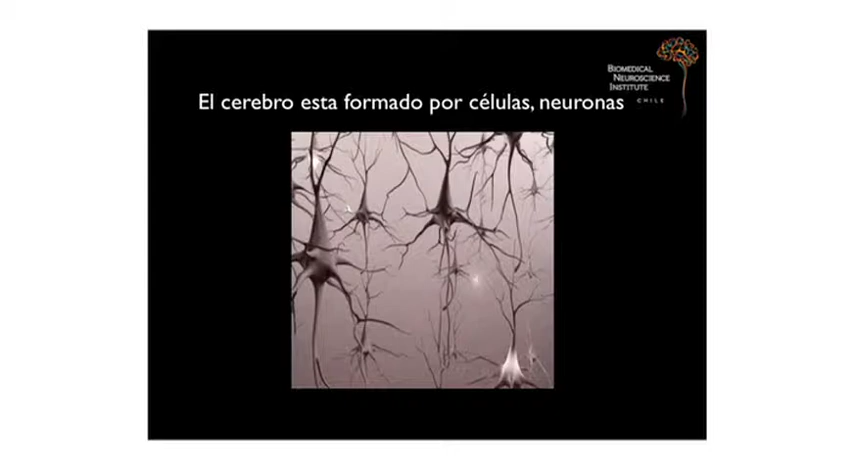 BIOMEDICAL
NEUROSCIENCE
INSTITUTE
CHILE
El cerebro esta formado por células, neuronas